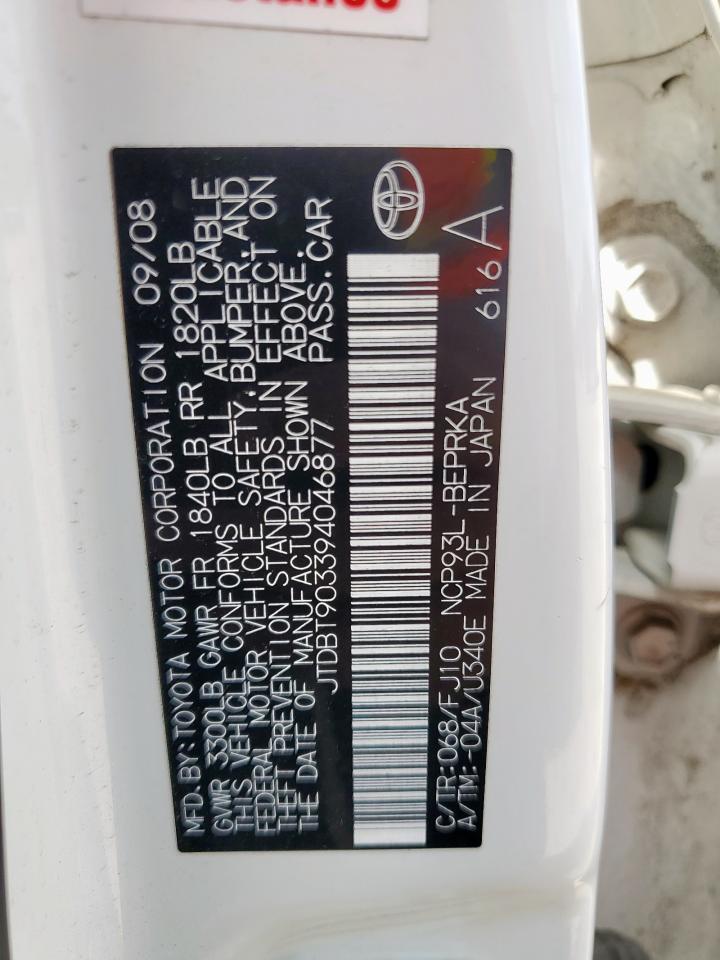 MFD.BY:TOYOTA MOTOR CORPORATION 09/08
GVWR 3300LB GAWR FR 1840LB RR 1820LB
THIS VEHICLE CONFORMS TO ALL APPLICABLE
FEDERAL MOTOR VEHICLE SAFETY,BUMPER,AND
THEFT PREVENTION STANDARDS IN EFFECT ON
THE DATE OF MANUFACTURE SHOWN ABOVE.
JTDBT903394046877 PASS.CAR
C/TR:068/FJ10 NCP93L-BEPRKA
A/TM:-04A/U340E MADE IN JAPAN
616 A